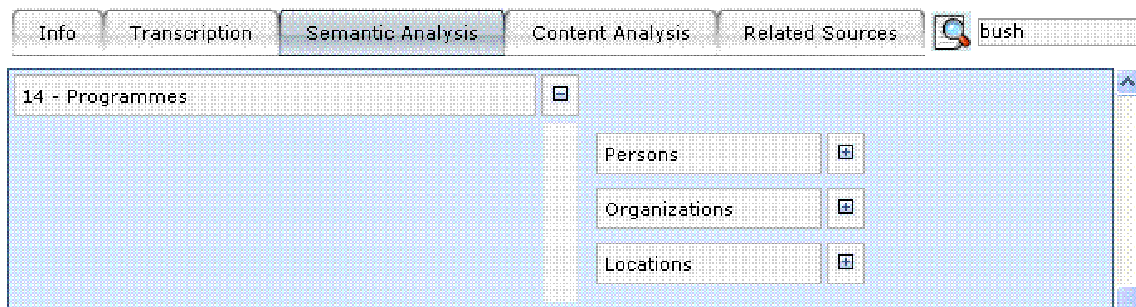 Info Transcription Semantic Analysis Content Analysis Related Sources bush
14 - Programmes
Persons
Organizations
Locations